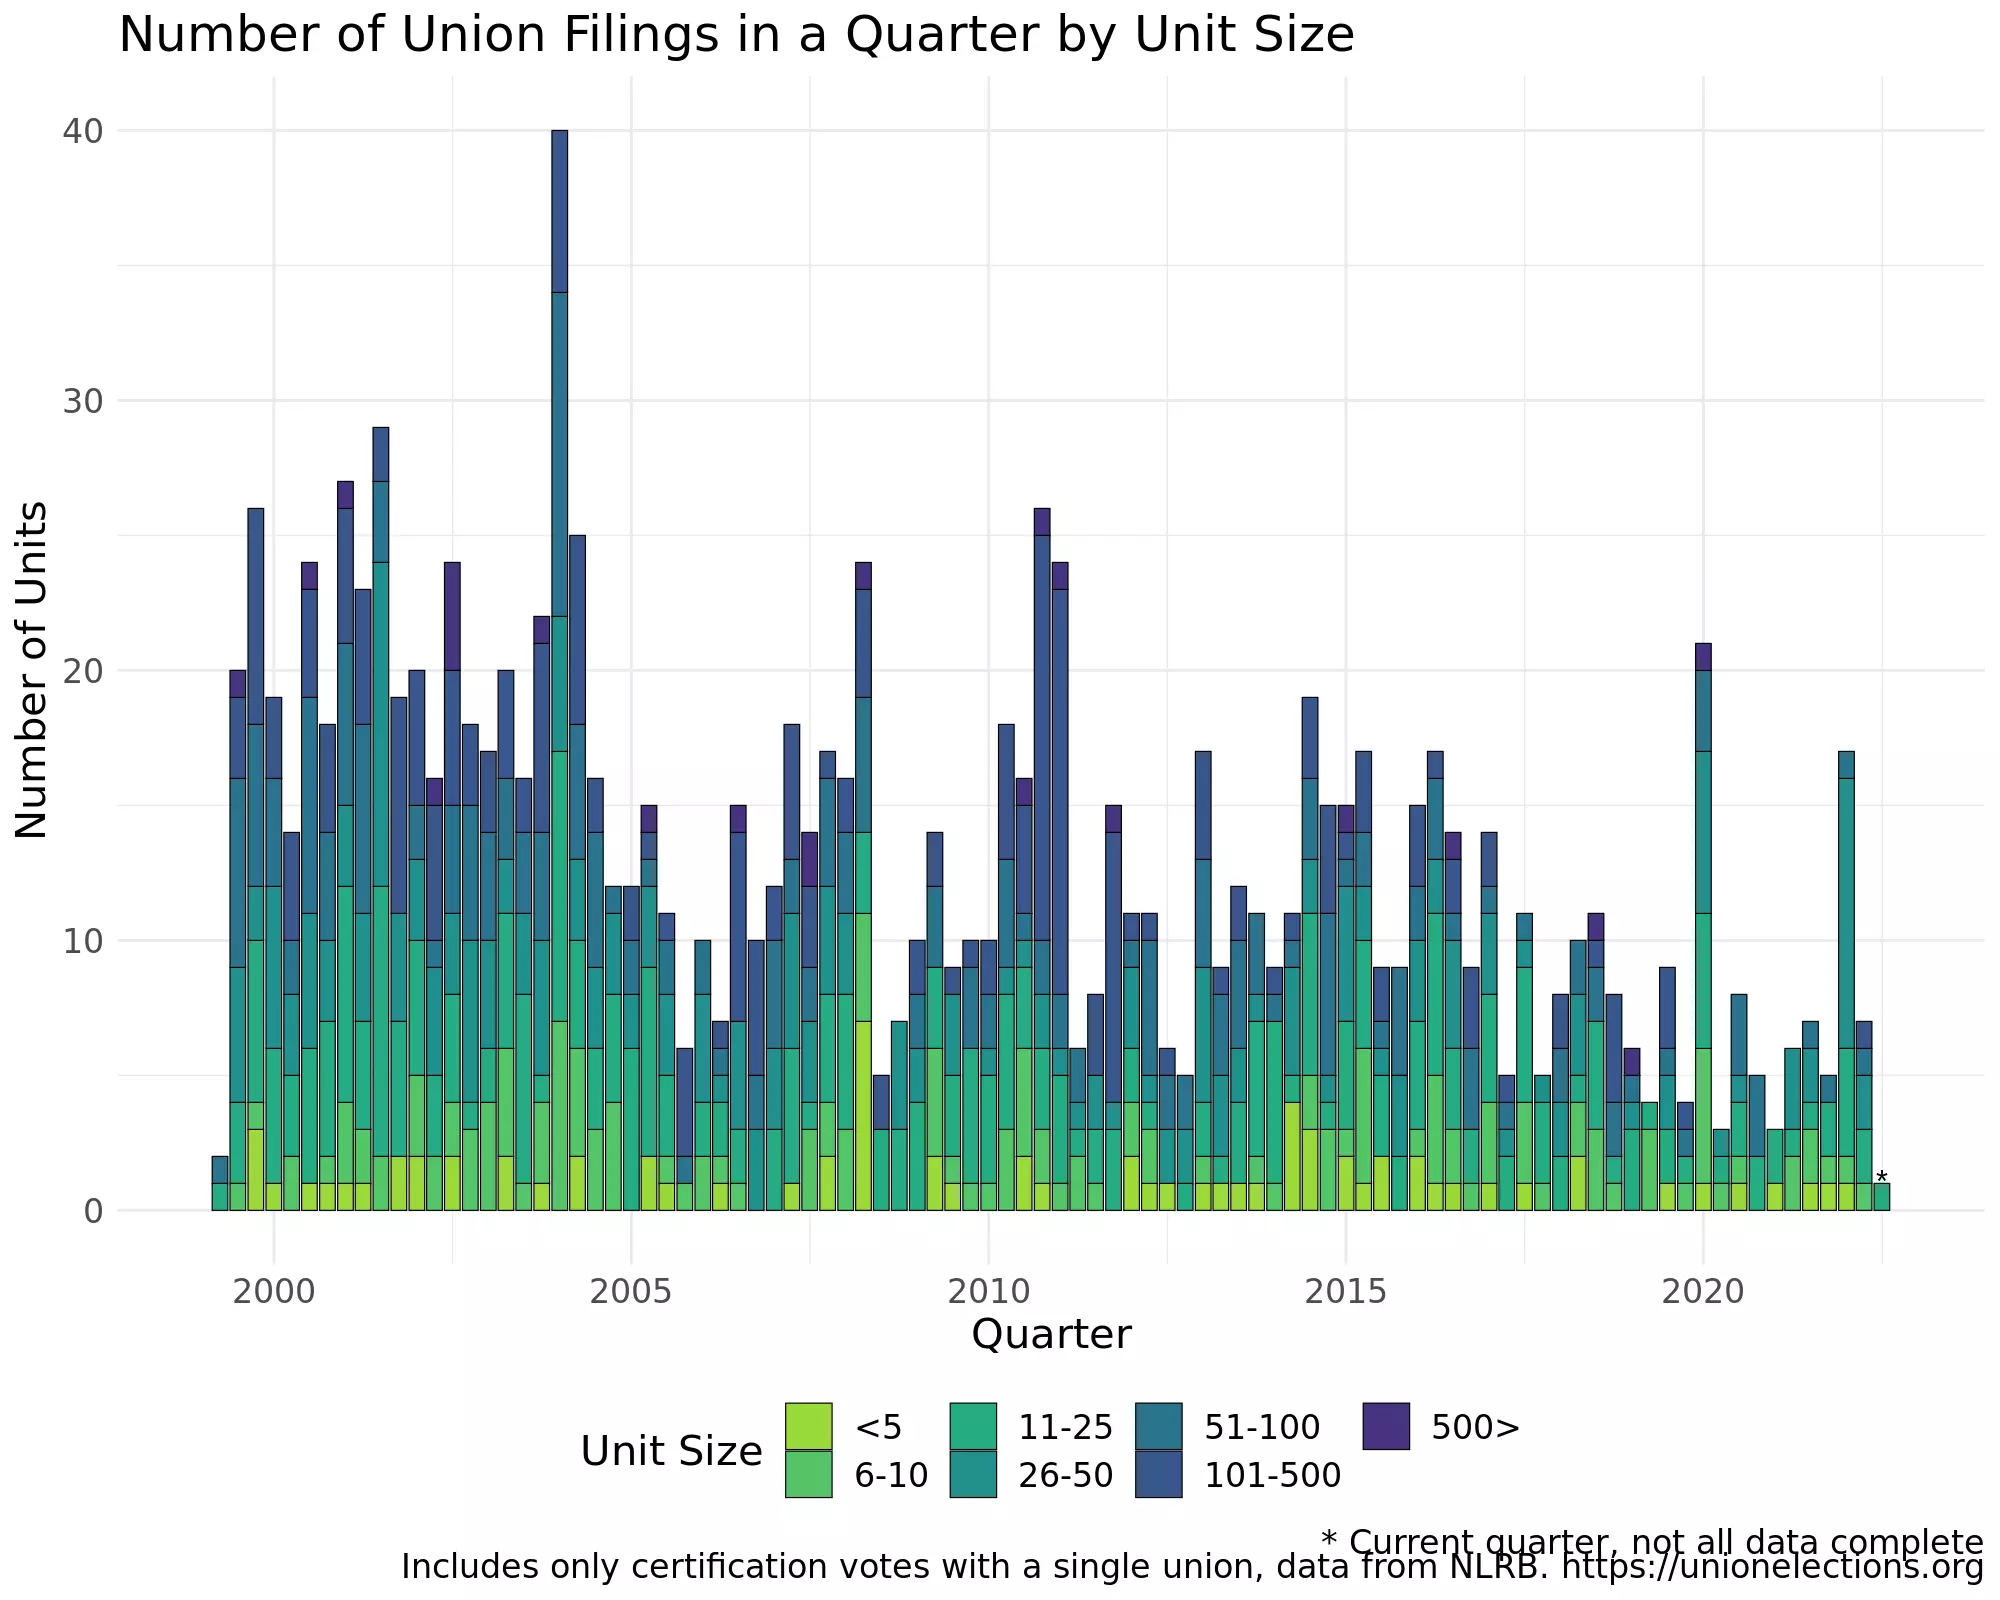 Number of Union Filings in a Quarter by Unit Size
Number of Units
40
30
20
10
0
*
2000 2005 2010 2015 2020
Quarter
Unit Size
<5 11-25 51-100 500>
6-10 26-50 101-500
* Current quarter, not all data complete
Includes only certification votes with a single union, data from NLRB. https://unionelections.org